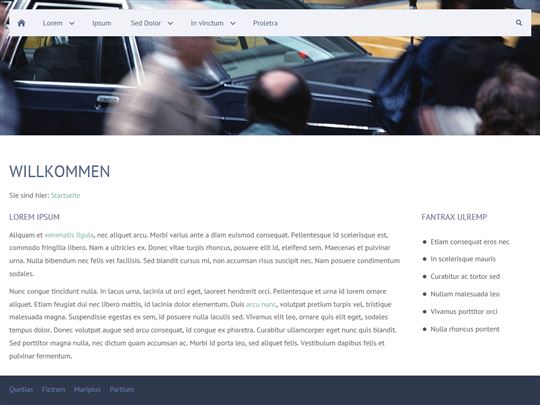 Lorem Ipsum Sed Dolor In vinctum Proletra
WILLKOMMEN
Sie sind hier: Startseite
LOREM IPSUM
Aliquam et venenatis ligula, nec aliquet arcu. Morbi varius ante a diam euismod consequat. Pellentesque id scelerisque est,
commodo fringilla libero. Nam a ultricies ex. Donec vitae turpis rhoncus, posuere elit id, eleifend sem. Maecenas et pulvinar
urna. Nulla bibendum nec felis vel facilisis. Sed blandit cursus mi, non accumsan risus suscipit nec. Nam posuere condimentum
sodales.
Nunc congue tincidunt nulla. In lacus urna, lacinia ut orci eget, laoreet hendrerit orci. Pellentesque et urna id lorem ornare
aliquet. Etiam feugiat dui nec libero mattis, id lacinia dolor elementum. Duis arcu nunc, volutpat pretium turpis vel, tristique
malesuada magna. Suspendisse egestas ex sem, id posuere nulla iaculis sed. Vivamus elit leo, ornare quis elit eget, sodales
tempus dolor. Donec volutpat augue sed arcu consequat, id congue ex pharetra. Curabitur ullamcorper eget nunc quis blandit.
Sed porttitor magna nulla, nec dictum quam accumsan ac. Morbi id porta leo, sed aliquet felis. Vestibulum dapibus felis et
pulvinar fermentum.
FANTRAX ULREMP
Etiam consequat eros nec
In scelerisque mauris
Curabitur ac tortor sed
Nullam malesuada leo
Vivamus porttitor orci
Nulla rhoncus pontent
Quntias Fictram Mariplus Partium